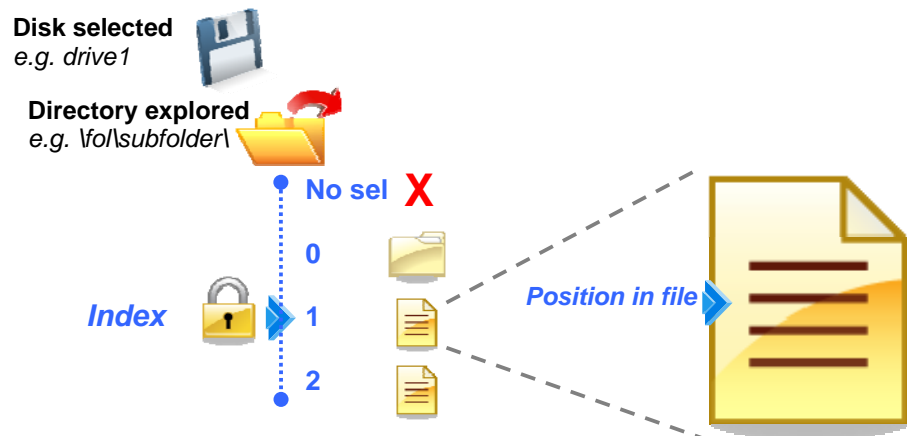 Disk selected
e.g. drive1
Directory explored
e.g. \fol\subfolder\
No sel X
0
Index 1
Position in file
2